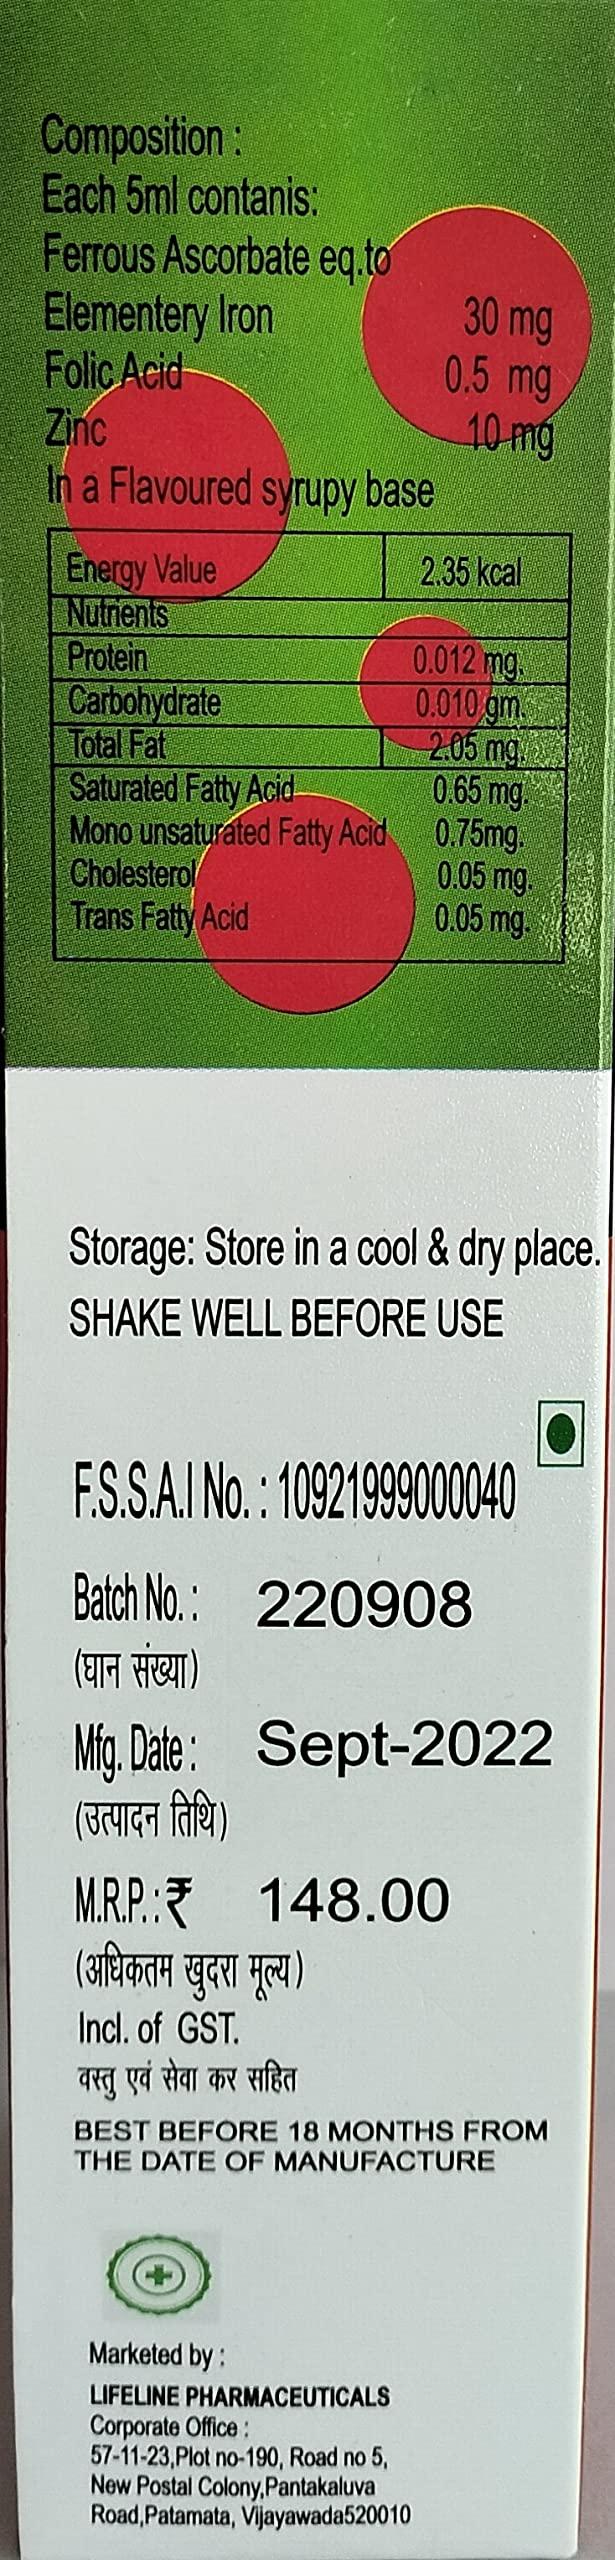 Composition :
Each 5ml contanis:
Ferrous Ascorbate eq.to
Elementery Iron 30 mg
Folic Acid 0.5 mg
Zinc 10 mg
In a Flavoured syrupy base
Energy Value 2.35 kcal
Nutrients
Protein 0.012 mg.
Carbohydrate 0.010 gm.
Total Fat 2.05 mg.
Saturated Fatty Acid 0.65 mg.
Mono unsaturated Fatty Acid 0.75mg.
Cholesterol 0.05 mg.
Trans Fatty Acid 0.05 mg.
Storage: Store in a cool & dry place.
SHAKE WELL BEFORE USE
F.S.S.A.I No. : 10921999000040
Batch No. : 220908
(घान संख्या)
Mfg. Date : Sept-2022
(उत्पादन तिथि)
M.R.P. : ₹ 148.00
(अधिकतम खुदरा मूल्य)
Incl. of GST.
वस्तु एवं सेवा कर सहित
BEST BEFORE 18 MONTHS FROM
THE DATE OF MANUFACTURE
Marketed by :
LIFELINE PHARMACEUTICALS
Corporate Office :
57-11-23,Plot no-190, Road no 5,
New Postal Colony,Pantakaluva
Road,Patamata, Vijayawada520010